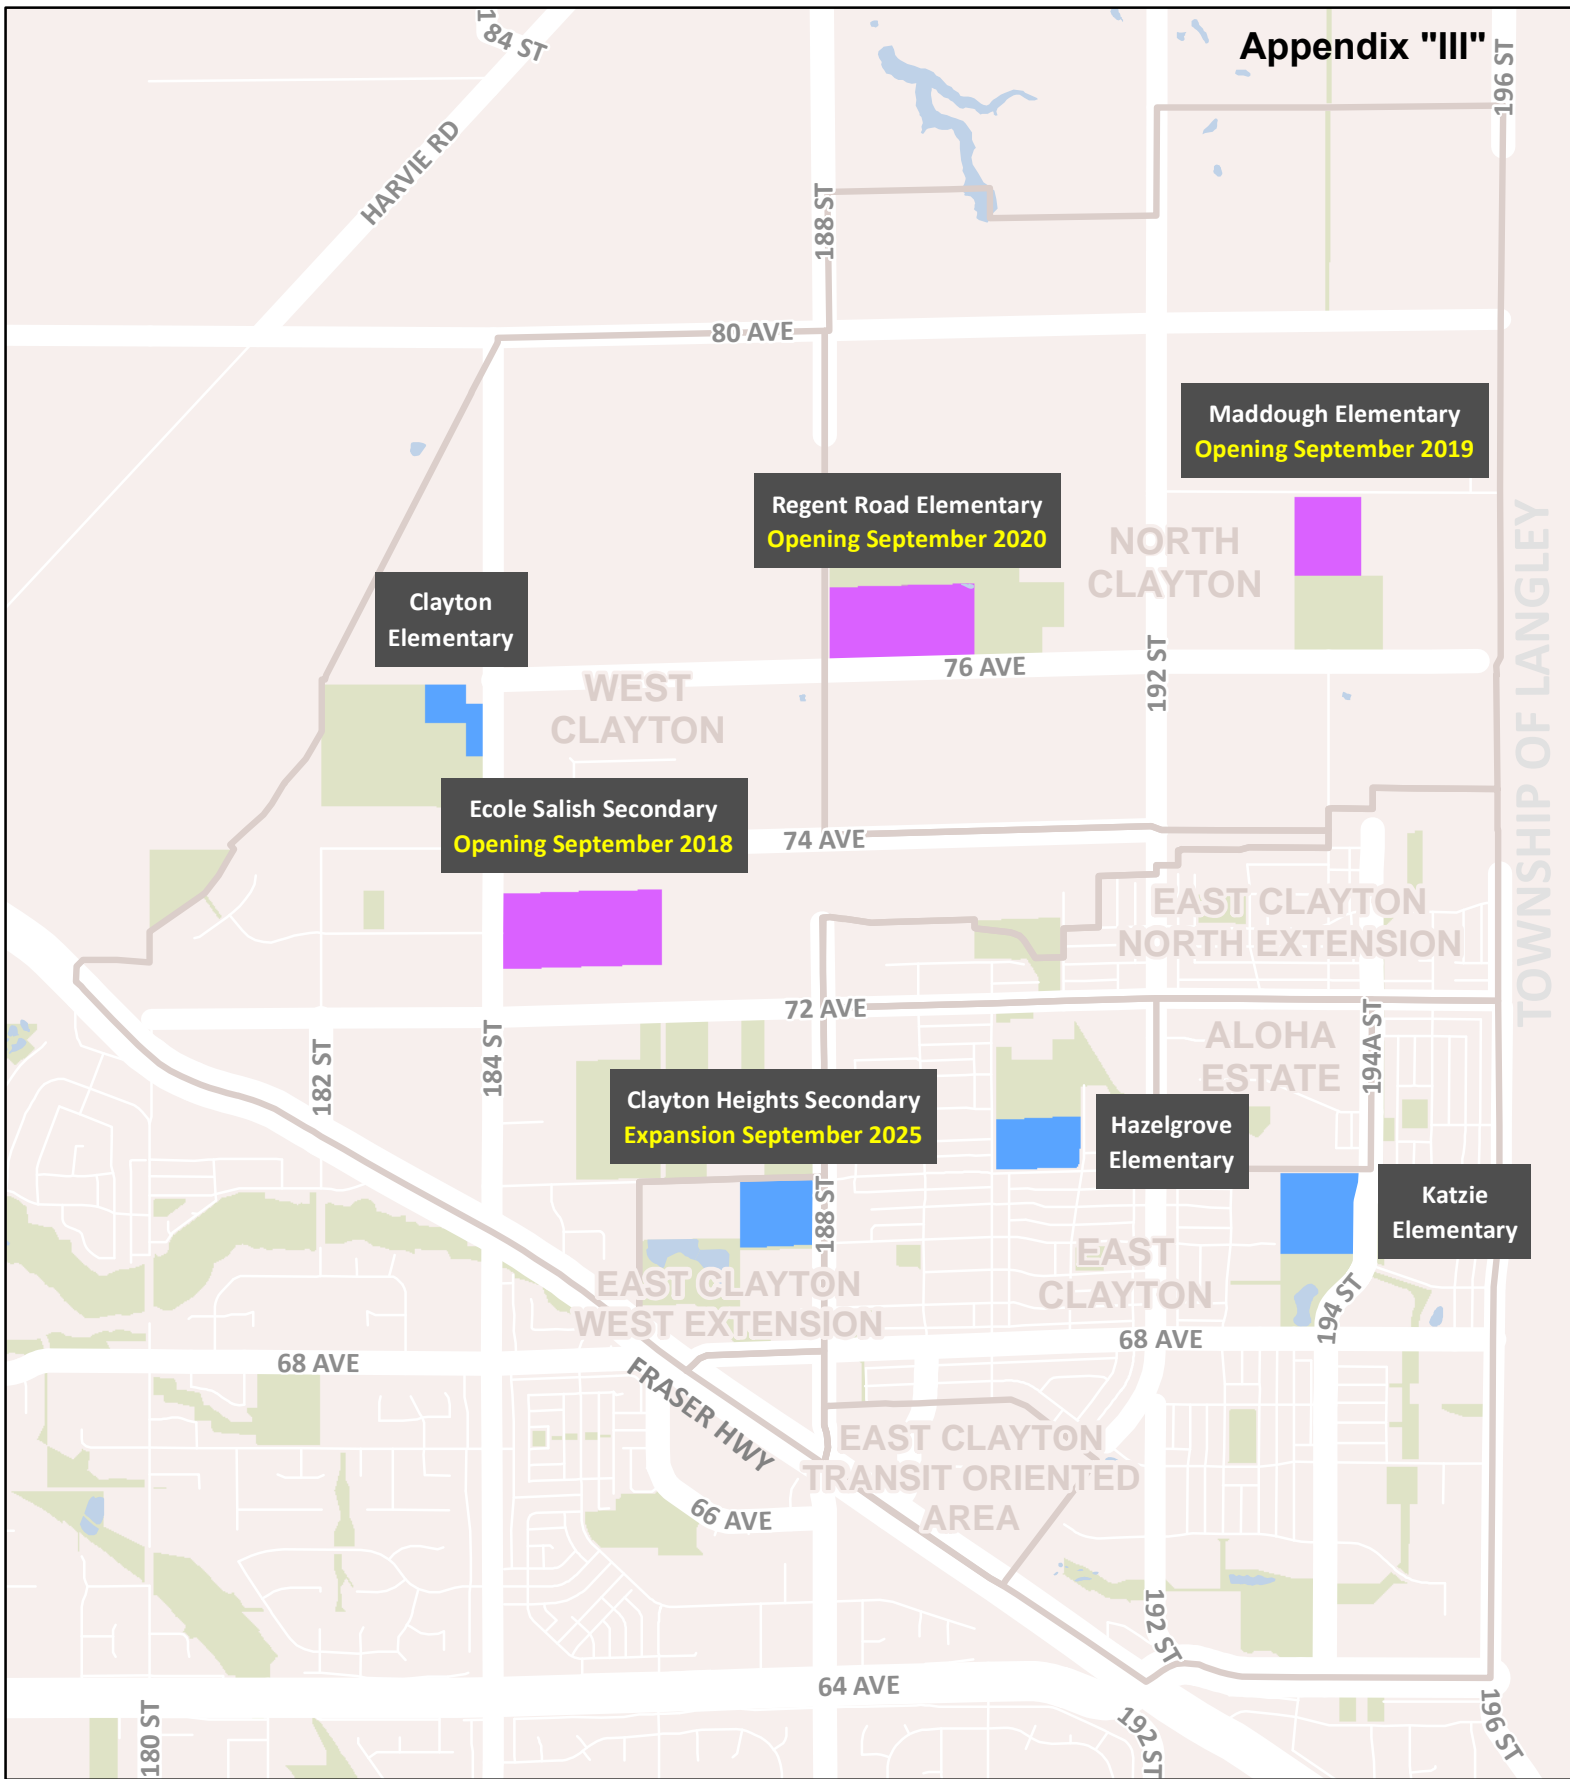 Appendix "III"
184 ST
196 ST
HARVIE RD
188 ST
80 AVE
Maddough Elementary
Opening September 2019
Regent Road Elementary
Opening September 2020
NORTH
CLAYTON
TOWNSHIP OF LANGLEY
Clayton
Elementary
192 ST
76 AVE
WEST
CLAYTON
Ecole Salish Secondary
Opening September 2018
74 AVE
EAST CLAYTON
NORTH EXTENSION
72 AVE
182 ST
184 ST
194A ST
ALOHA
ESTATE
Clayton Heights Secondary
Expansion September 2025
Hazelgrove
Elementary
188 ST
Katzie
Elementary
EAST
CLAYTON
EAST CLAYTON
WEST EXTENSION
194 ST
68 AVE
68 AVE
FRASER HWY
EAST CLAYTON
TRANSIT ORIENTED
AREA
66 AVE
192 ST
64 AVE
180 ST
192 ST
196 ST